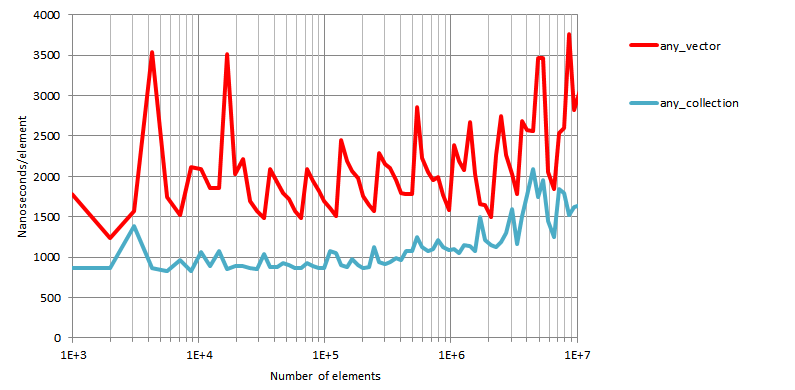 4000
3500
3000
2500
2000
1500
1000
500
0
Nanoseconds/element
1E+3
1E+4
1E+5
1E+6
1E+7
Number of elements
any_vector
any_collection